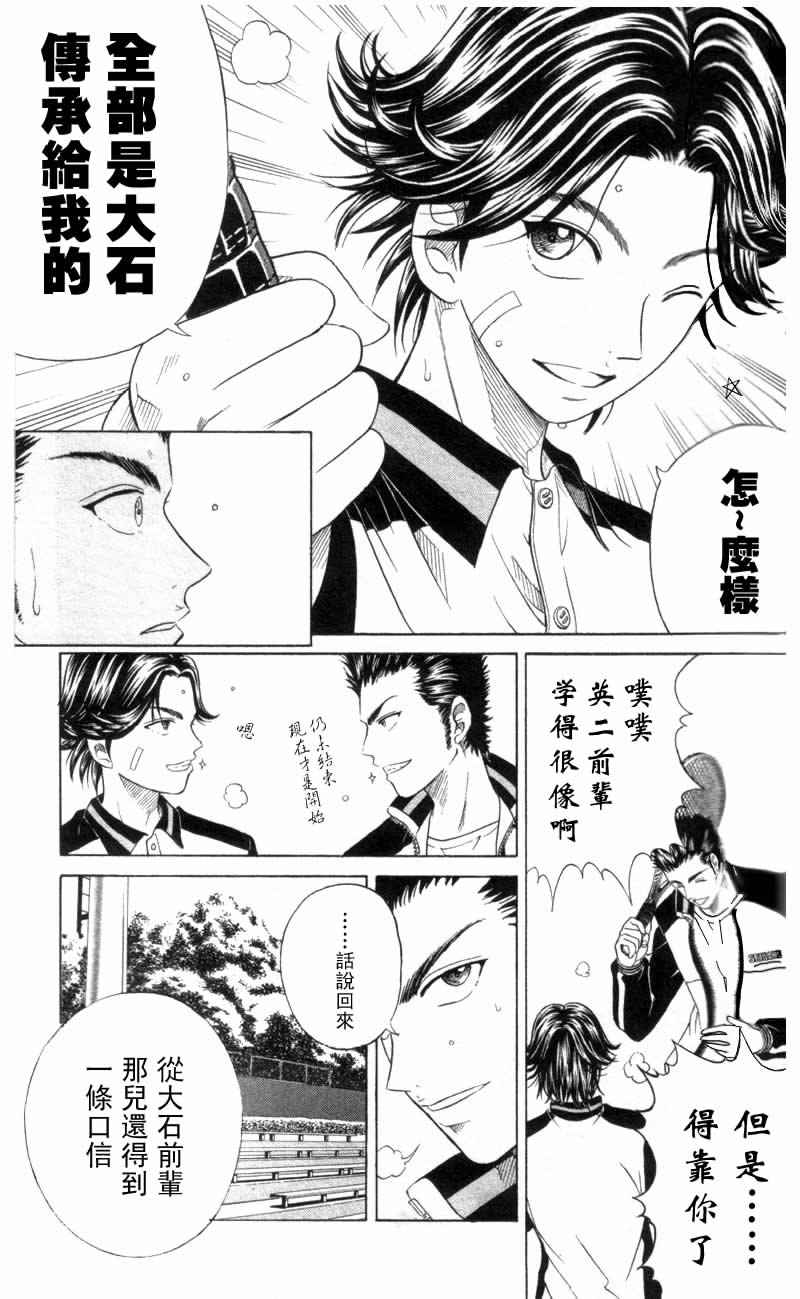 怎~麼樣
全部是大石
傳承給我的
噗噗
英二前輩
学得很像啊
SEIGAKU
但是……
得靠你了
仍未結束
現在才是開始
嗯
……話說回來
從大石前輩
那兒還得到
一條口信